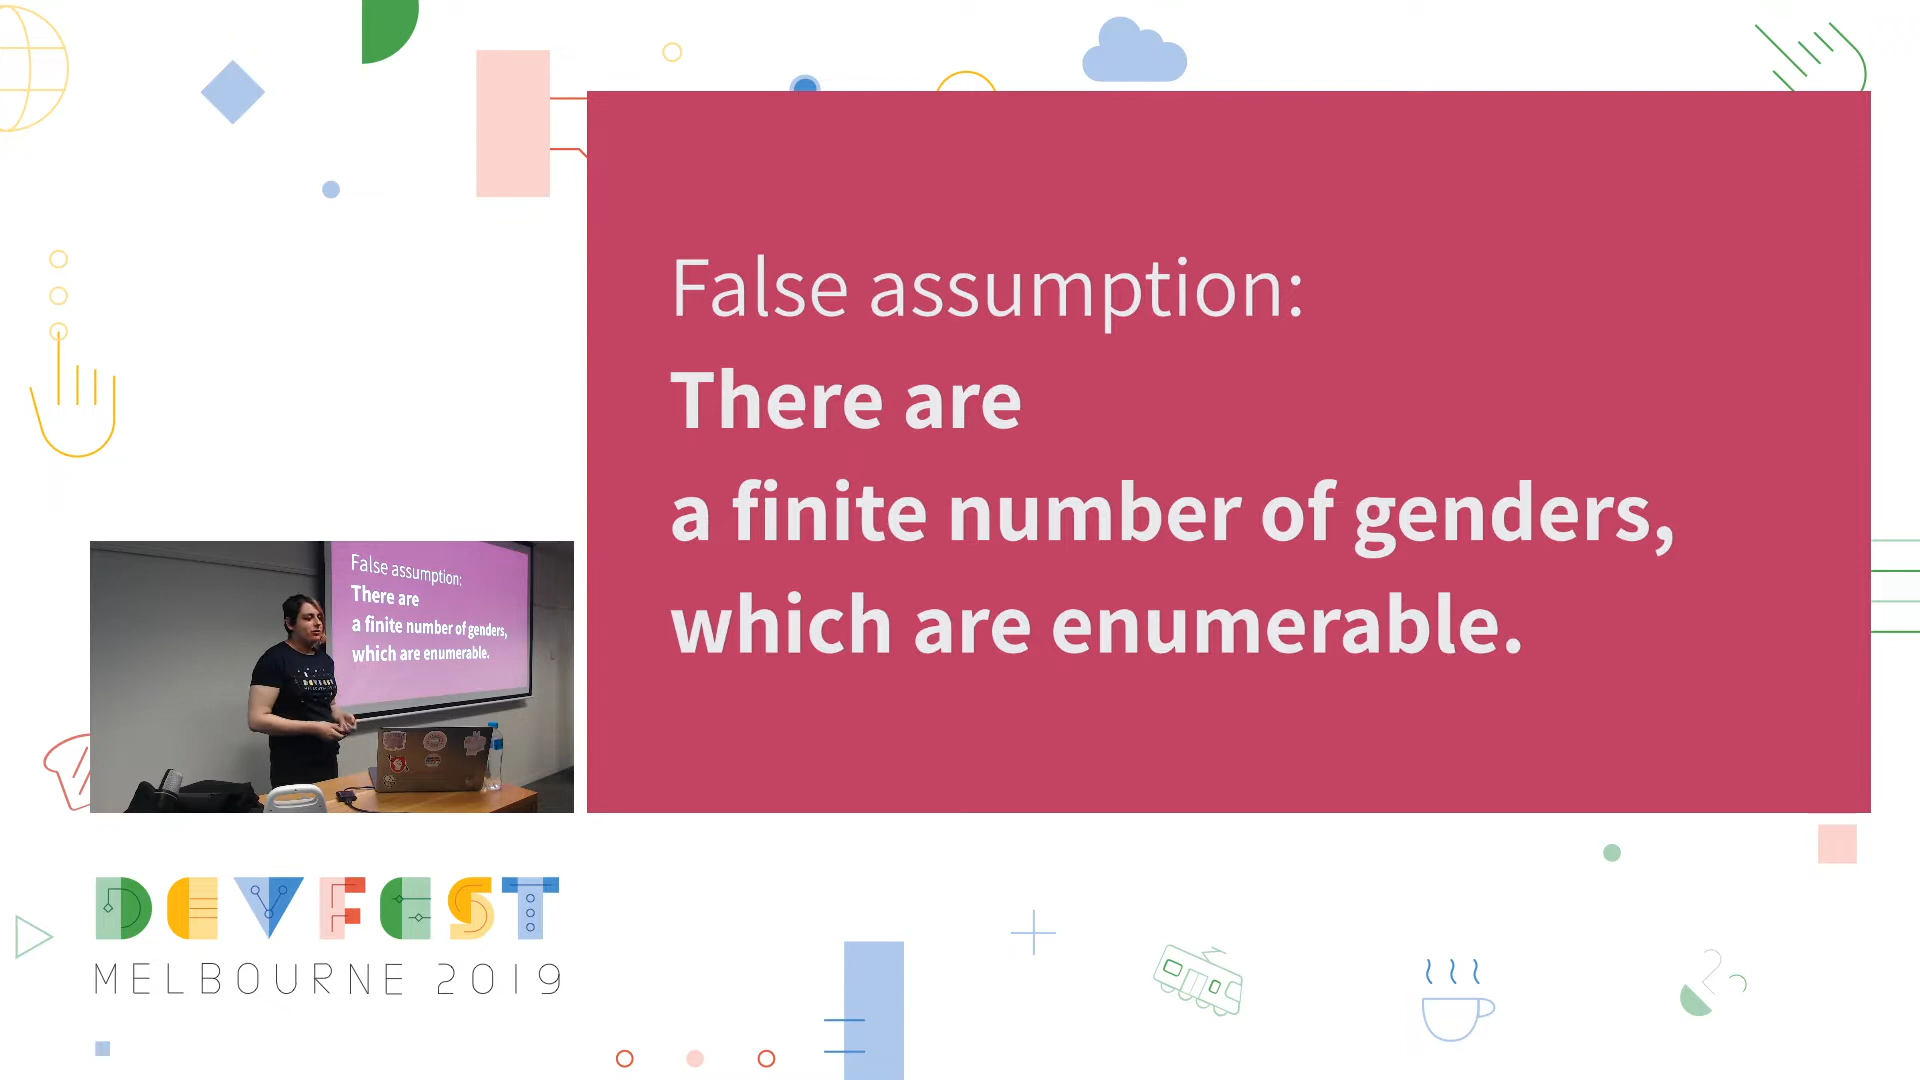 False assumption:
There are
a finite number of genders,
which are enumerable.
False assumption:
There are
a finite number of genders,
which are enumerable.
DEVFEST
MELBOURNE 2019